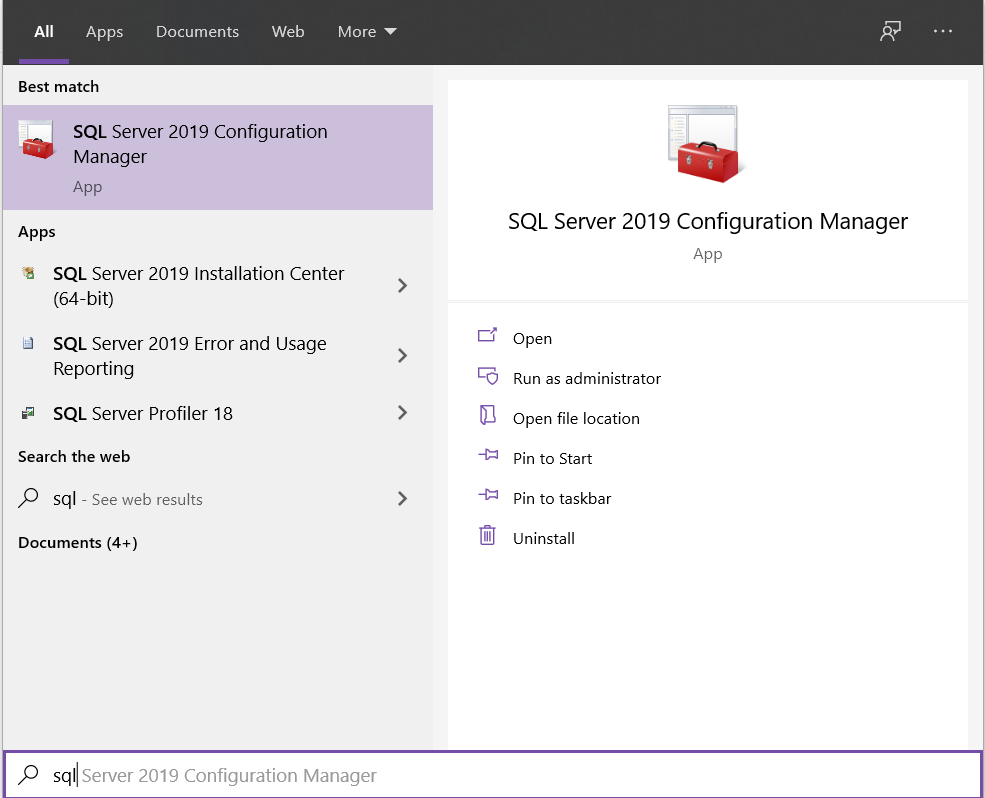 All Apps Documents Web More
Best match
SQL Server 2019 Configuration
Manager
App
Apps
SQL Server 2019 Installation Center
(64-bit)
SQL Server 2019 Error and Usage
Reporting
SQL Server Profiler 18
Search the web
sql - See web results
Documents (4+)
SQL Server 2019 Configuration Manager
App
Open
Run as administrator
Open file location
Pin to Start
Pin to taskbar
Uninstall
sql Server 2019 Configuration Manager